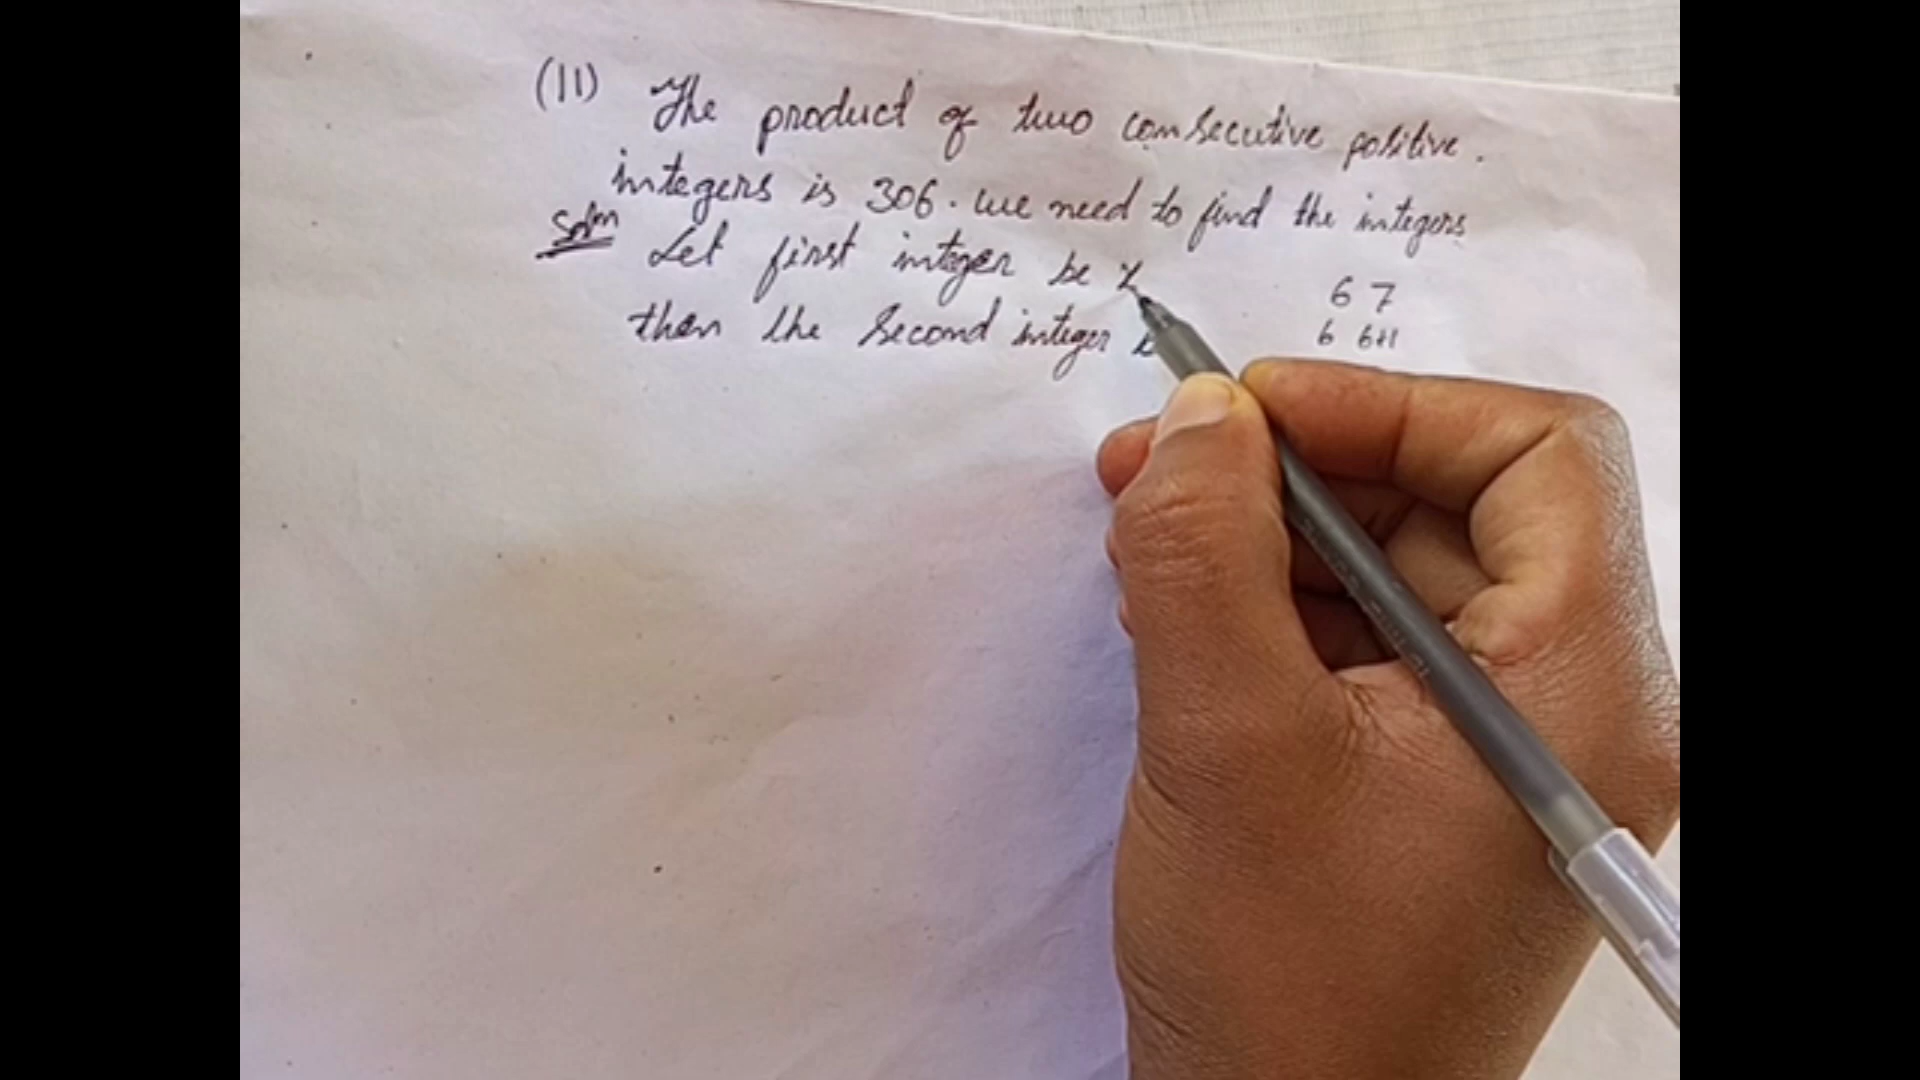 (11) The product of two consecutive positive.
integers is 306. we need to find the integers
Soln Let first integer be x
6 7
then the second integer b
6 6+1